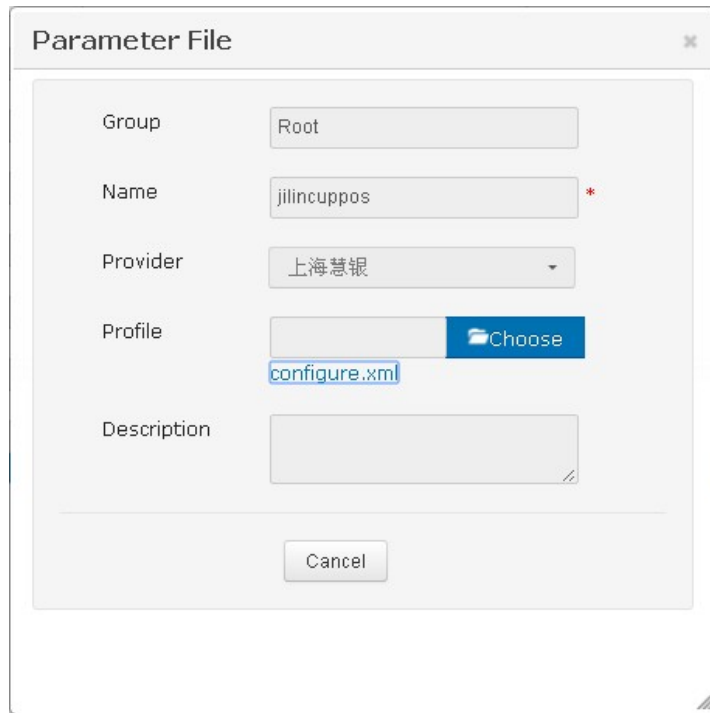 Parameter File
Group
Root
Name
jilincuppos *
Provider
上海慧银
Profile
Choose
configure.xml
Description
Cancel